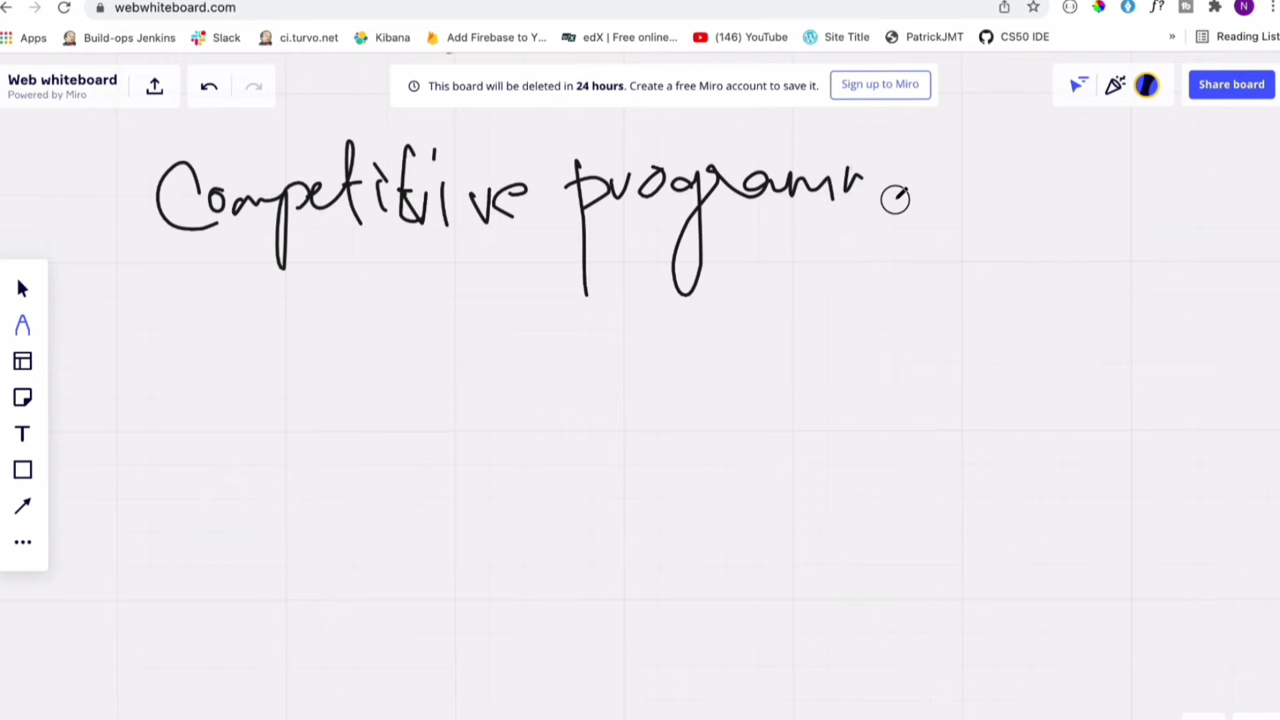 webwhiteboard.com
Apps Build-ops Jenkins Slack ci.turvo.net Kibana Add Firebase to Y... edX | Free online... (146) YouTube Site Title PatrickJMT CS50 IDE » Reading List
Web whiteboard
Powered by Miro
This board will be deleted in 24 hours. Create a free Miro account to save it. Sign up to Miro
Share board
Competitive programm